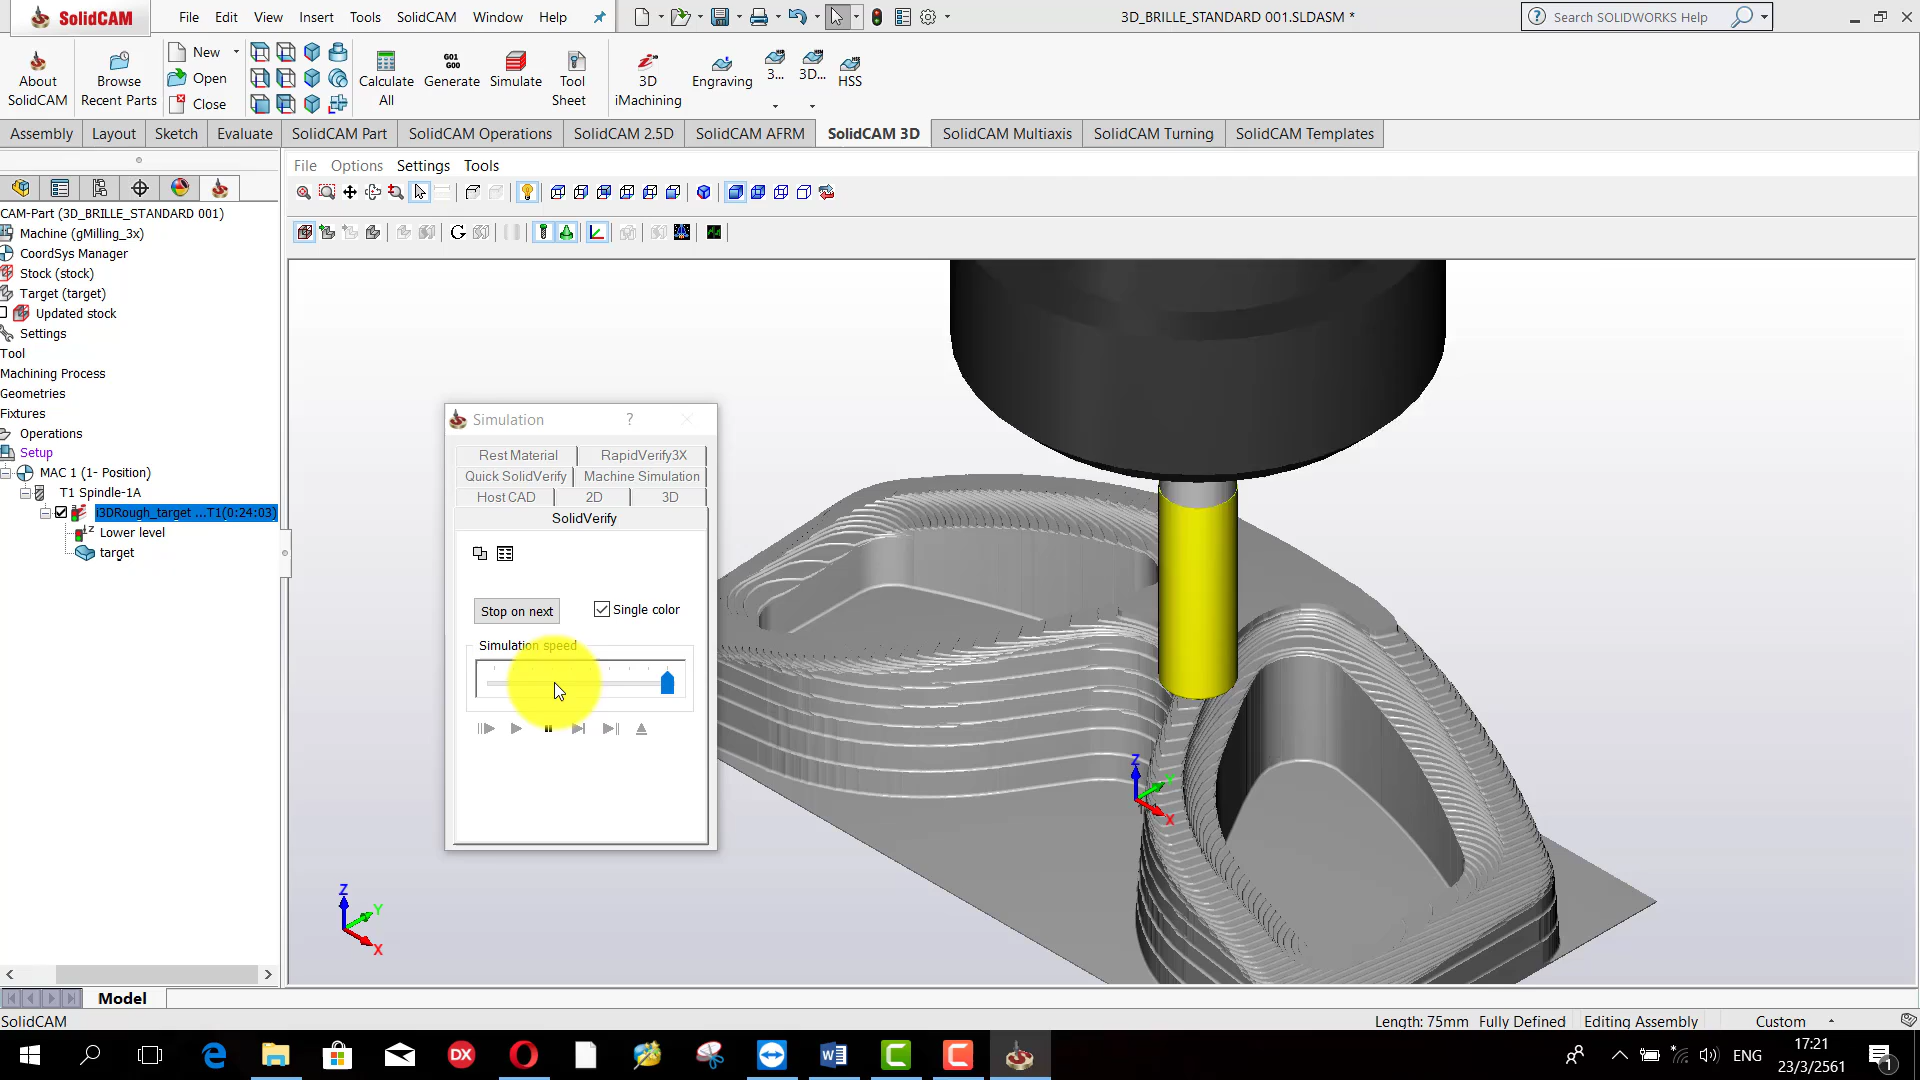 SolidCAM
File Edit View Insert Tools SolidCAM Window Help
3D_BRILLE_STANDARD 001.SLDASM *
Search SOLIDWORKS Help
About SolidCAM
Browse Recent Parts
New
Open
Close
Calculate All
Generate
G01 G00
Simulate
Tool Sheet
3D iMachining
Engraving
3...
3D...
HSS
Assembly Layout Sketch Evaluate SolidCAM Part SolidCAM Operations SolidCAM 2.5D SolidCAM AFRM SolidCAM 3D SolidCAM Multiaxis SolidCAM Turning SolidCAM Templates
File Options Settings Tools
CAM-Part (3D_BRILLE_STANDARD 001)
Machine (gMilling_3x)
CoordSys Manager
Stock (stock)
Target (target)
Updated stock
Settings
Tool
Machining Process
Geometries
Fixtures
Operations
Setup
MAC 1 (1- Position)
T1 Spindle-1A
i3DRough_target ...T1(0:24:03)
Lower level
target
Simulation ?
Rest Material RapidVerify3X
Quick SolidVerify Machine Simulation
Host CAD 2D 3D
SolidVerify
Stop on next
Single color
Simulation speed
Z Y X
Z Y X
Model
SolidCAM
Length: 75mm Fully Defined Editing Assembly Custom
DX
ENG
17:21
23/3/2561
1